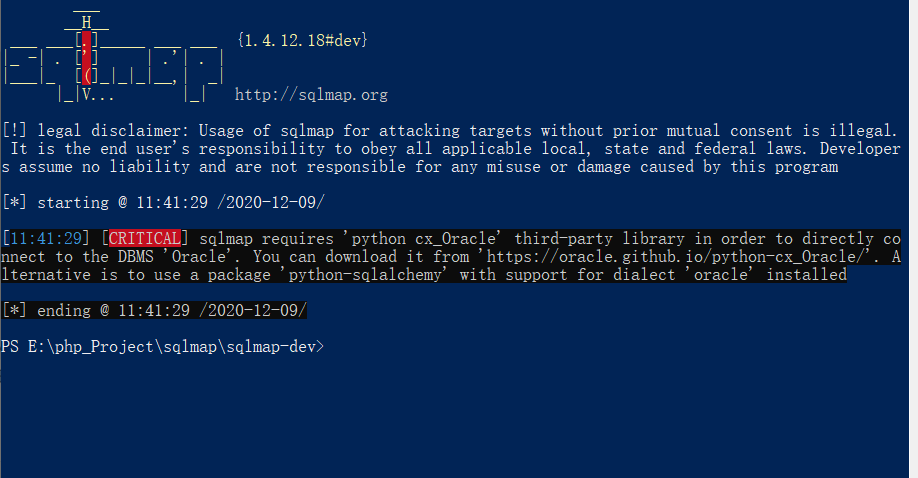 ___
       __H__
 ___ ___[;]_____ ___ ___  {1.4.12.18#dev}
|_ -| . [']     | .'| . |
|___|_  [(]_|_|_|__,|  _|
      |_|V...       |_|   http://sqlmap.org
[!] legal disclaimer: Usage of sqlmap for attacking targets without prior mutual consent is illegal.
 It is the end user's responsibility to obey all applicable local, state and federal laws. Developer
s assume no liability and are not responsible for any misuse or damage caused by this program
[*] starting @ 11:41:29 /2020-12-09/
[11:41:29] [CRITICAL] sqlmap requires 'python cx_Oracle' third-party library in order to directly co
nnect to the DBMS 'Oracle'. You can download it from 'https://oracle.github.io/python-cx_Oracle/'. A
lternative is to use a package 'python-sqlalchemy' with support for dialect 'oracle' installed
[*] ending @ 11:41:29 /2020-12-09/
PS E:\php_Project\sqlmap\sqlmap-dev>